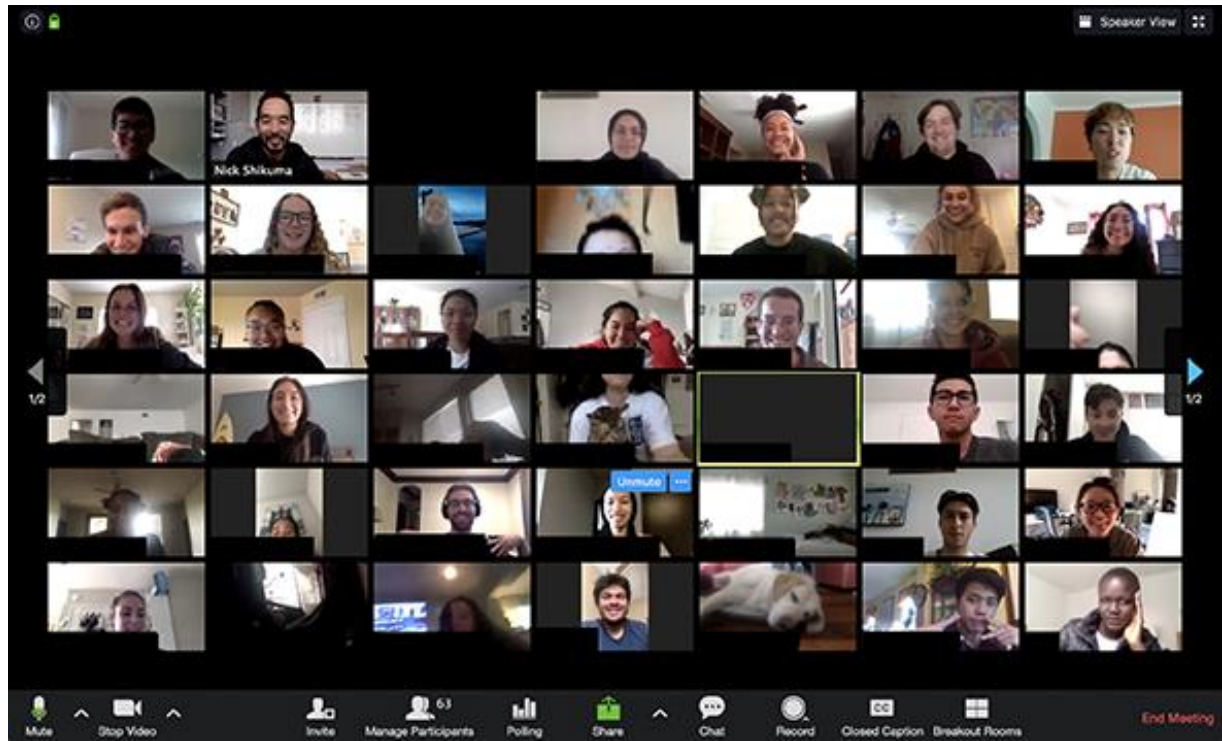 Speaker View
Nick Shikuma
1/2
1/2
Unmute
63
Mute
Stop Video
Invite
Manage Participants
Polling
Share
Chat
Record
CC
Closed Caption
Breakout Rooms
End Meeting